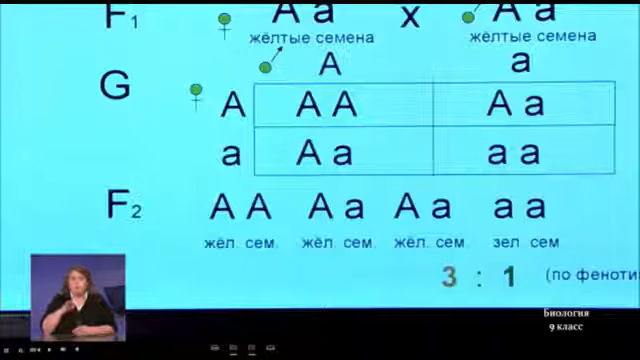 F1 Aa x Aa
жёлтые семена жёлтые семена
A a
G
A AA Aa
a Aa aa
F2 AA Aa Aa aa
жёл. сем. жёл. сем. жёл. сем. зел сем
3 : 1 (по феноти
Биология
9 класс